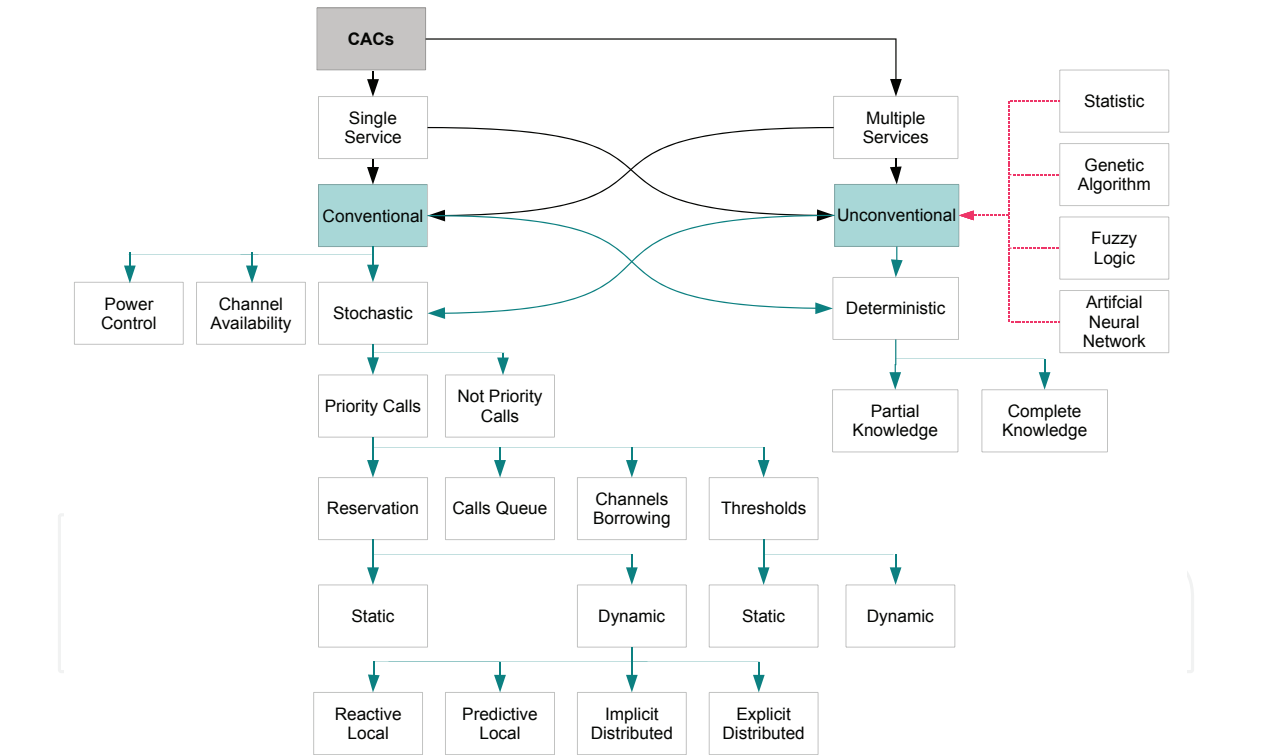 CACs
Single
Service
Multiple
Services
Statistic
Genetic
Algorithm
Conventional
Unconventional
Fuzzy
Logic
Power
Control
Channel
Availability
Stochastic
Deterministic
Artifcial
Neural
Network
Priority Calls
Not Priority
Calls
Partial
Knowledge
Complete
Knowledge
Reservation
Calls Queue
Channels
Borrowing
Thresholds
Static
Dynamic
Static
Dynamic
Reactive
Local
Predictive
Local
Implicit
Distributed
Explicit
Distributed